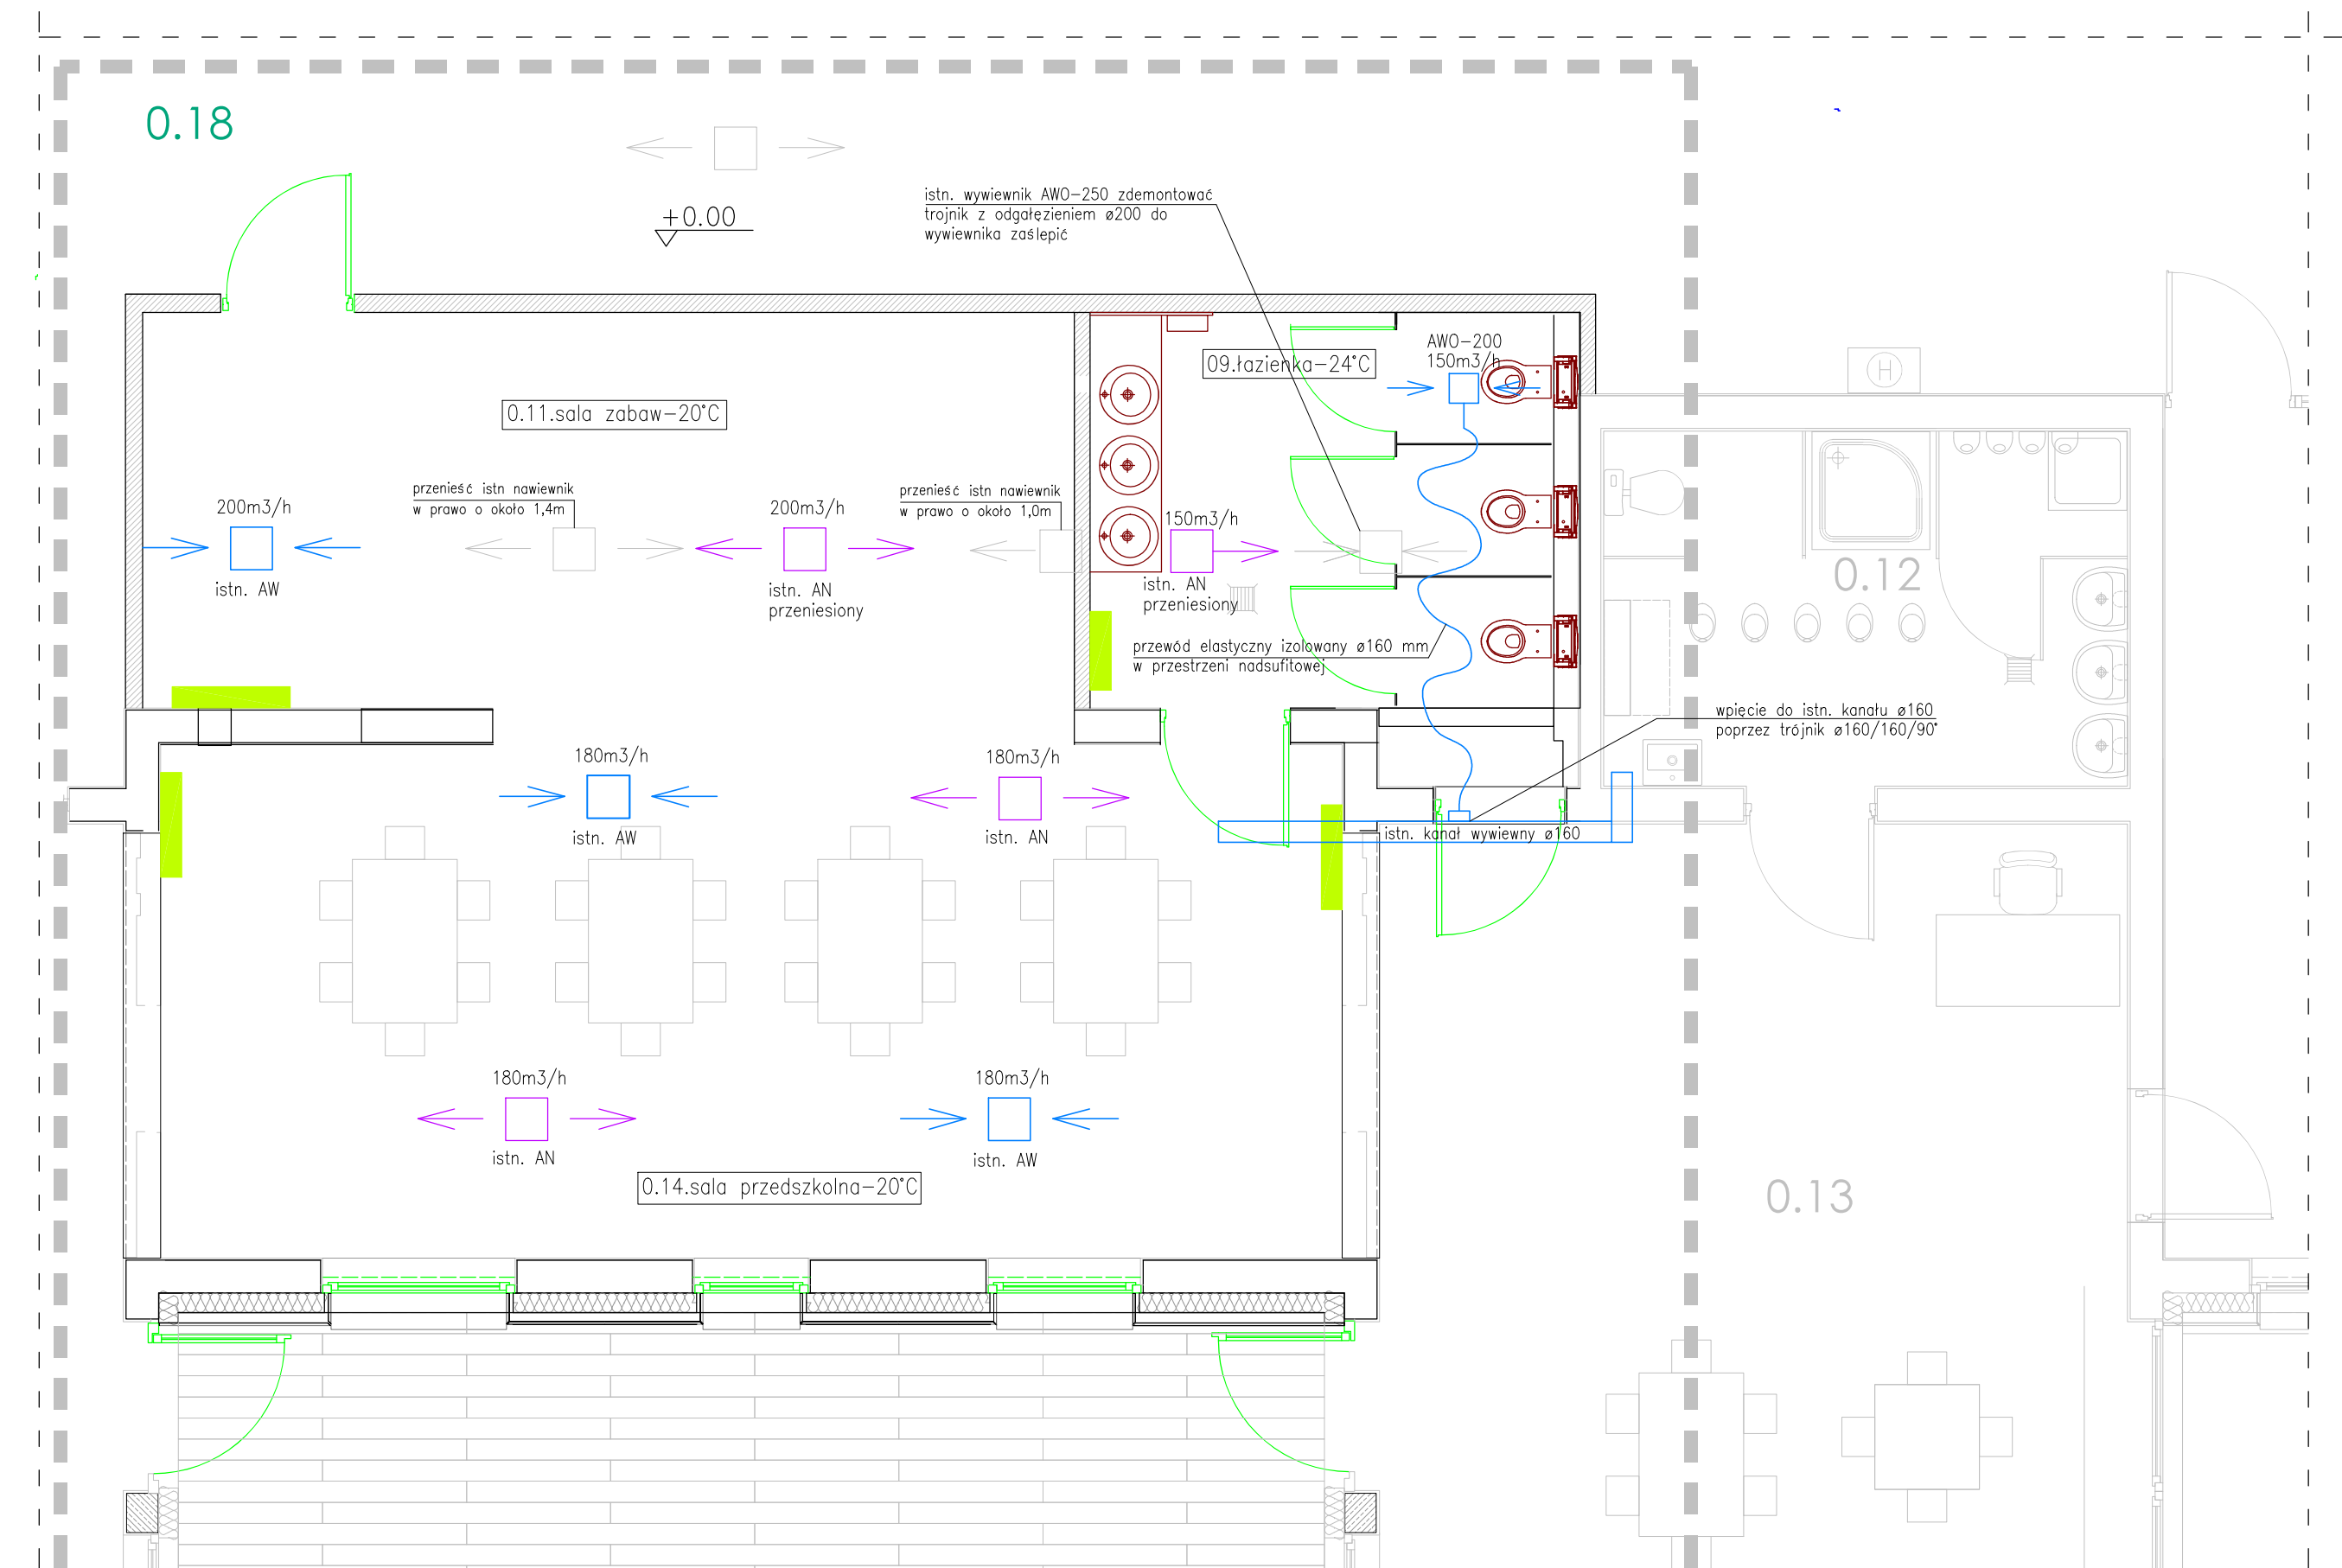 0.18
+0.00
istn. wywiewnik AWO-250 zdemontować
trojnik z odgałęzieniem ø200 do
wywiewnika zaślepić
09.łazienka-24°C
AWO-200
150m3/h
H
0.11.sala zabaw-20°C
przenieść istn nawiewnik
w prawo o około 1,4m
przenieść istn nawiewnik
w prawo o około 1,0m
200m3/h
istn. AW
200m3/h
istn. AN
przeniesiony
150m3/h
istn. AN
przeniesiony
0.12
przewód elastyczny izolowany ø160 mm
w przestrzeni nadsufitowej
wpięcie do istn. kanału ø160
poprzez trójnik ø160/160/90°
180m3/h
istn. AW
180m3/h
istn. AN
istn. kanał wywiewny ø160
180m3/h
istn. AN
180m3/h
istn. AW
0.14.sala przedszkolna-20°C
0.13